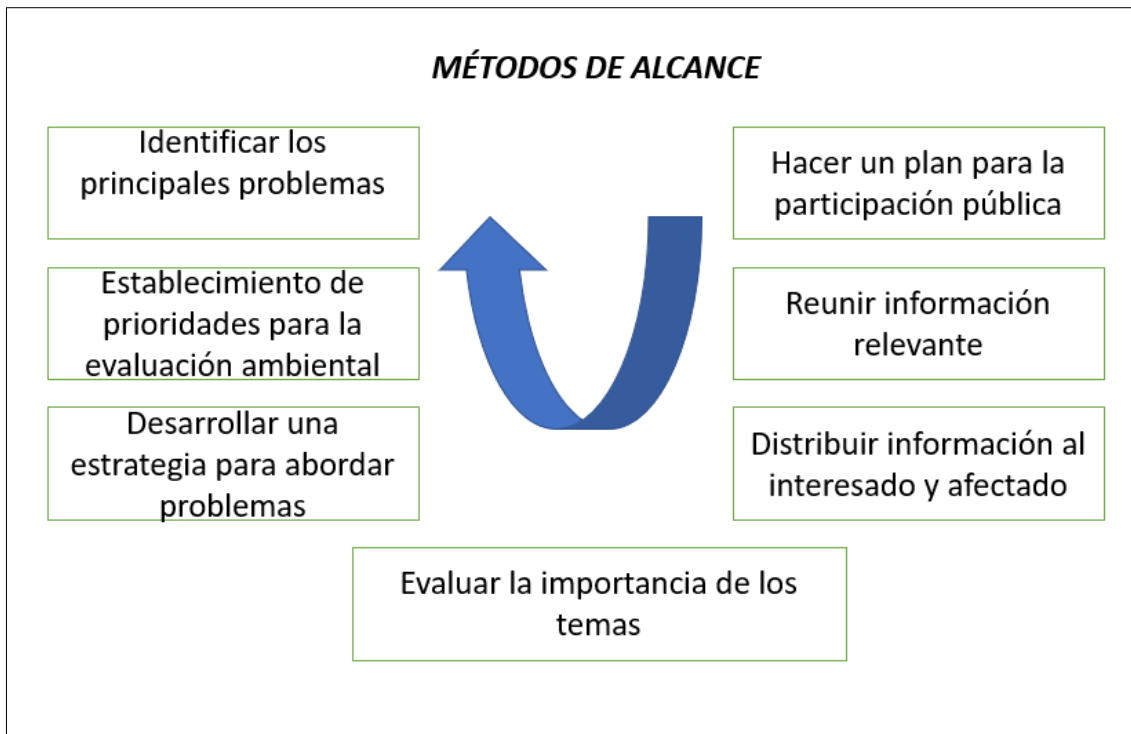 MÉTODOS DE ALCANCE
Identificar los
principales problemas
Establecimiento de
prioridades para la
evaluación ambiental
Desarrollar una
estrategia para abordar
problemas
Hacer un plan para la
participación pública
Reunir información
relevante
Distribuir información al
interesado y afectado
Evaluar la importancia de los
temas